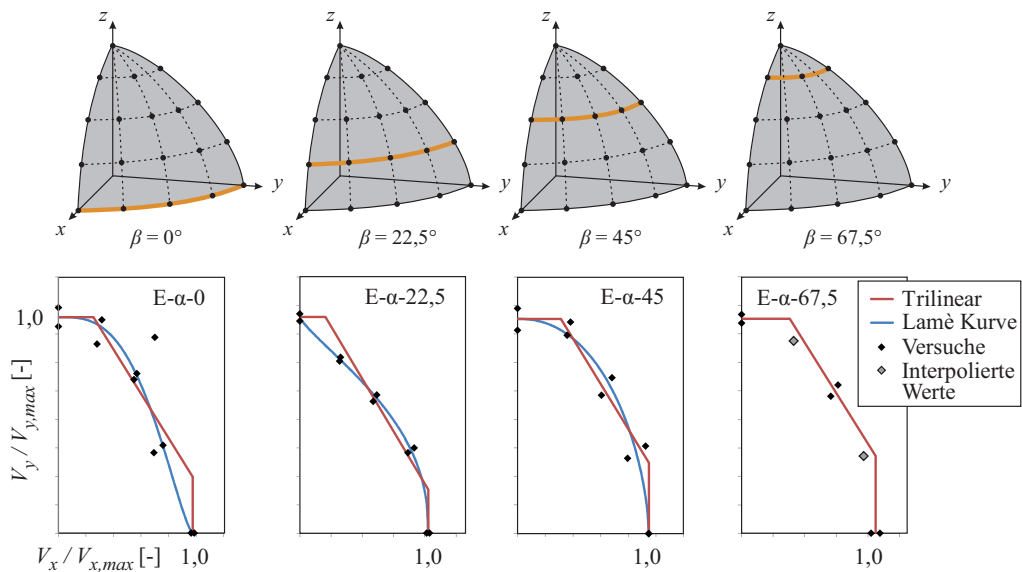 z
y
x
β = 0°
z
y
x
β = 22,5°
z
y
x
β = 45°
z
y
x
β = 67,5°
E-α-0
1,0
V_y / V_y,max [-]
V_x / V_x,max [-]
1,0
E-α-22,5
1,0
E-α-45
1,0
E-α-67,5
1,0
Trilinear
Lamè Kurve
Versuche
Interpolierte
Werte